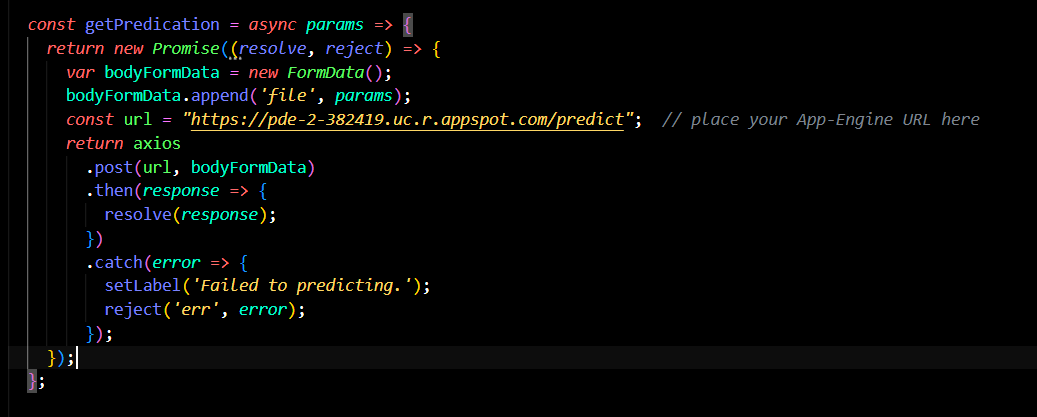 const getPredication = async params => {
  return new Promise((resolve, reject) => {
    var bodyFormData = new FormData();
    bodyFormData.append('file', params);
    const url = "https://pde-2-382419.uc.r.appspot.com/predict";  // place your App-Engine URL here
    return axios
      .post(url, bodyFormData)
      .then(response => {
        resolve(response);
      })
      .catch(error => {
        setLabel('Failed to predicting.');
        reject('err', error);
      });
  });
};